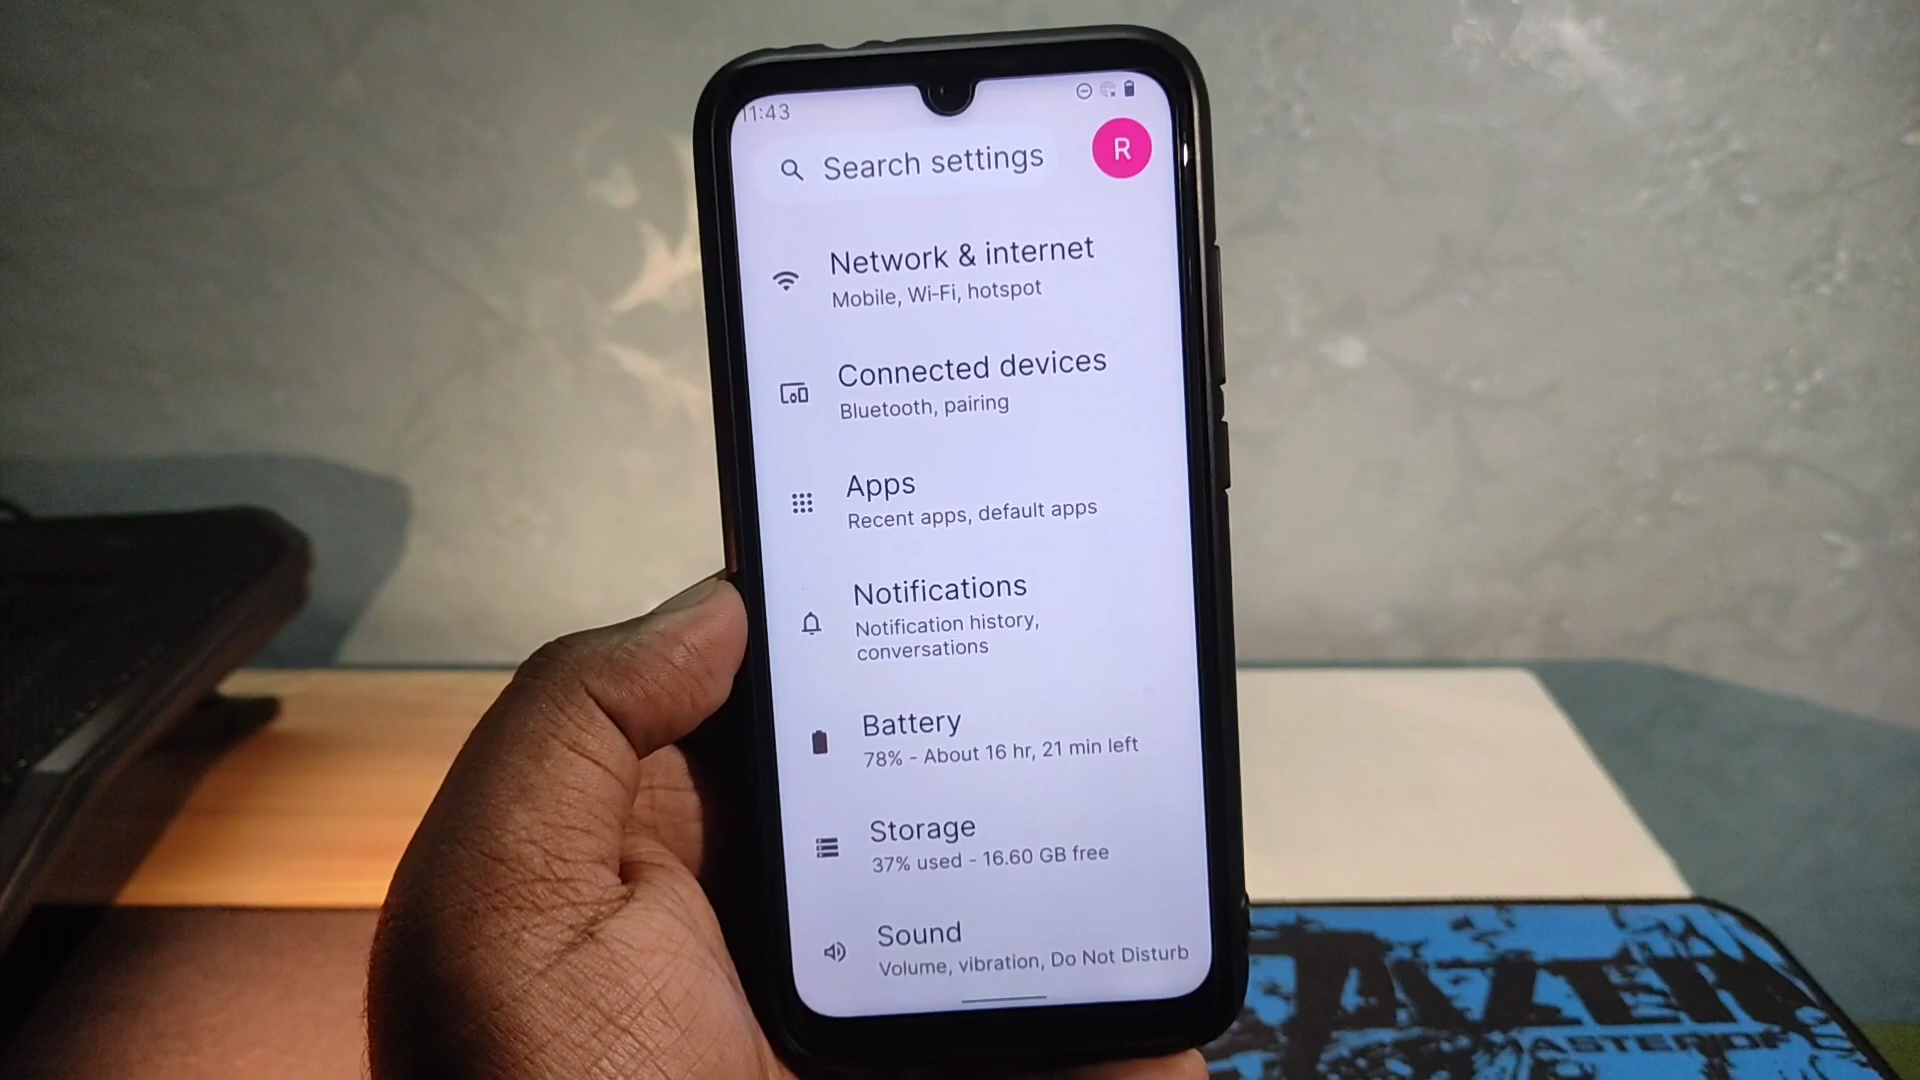 11:43
Search settings
R
Network & internet
Mobile, Wi-Fi, hotspot
Connected devices
Bluetooth, pairing
Apps
Recent apps, default apps
Notifications
Notification history,
conversations
Battery
78% - About 16 hr, 21 min left
Storage
37% used - 16.60 GB free
Sound
Volume, vibration, Do Not Disturb
MASTER OF